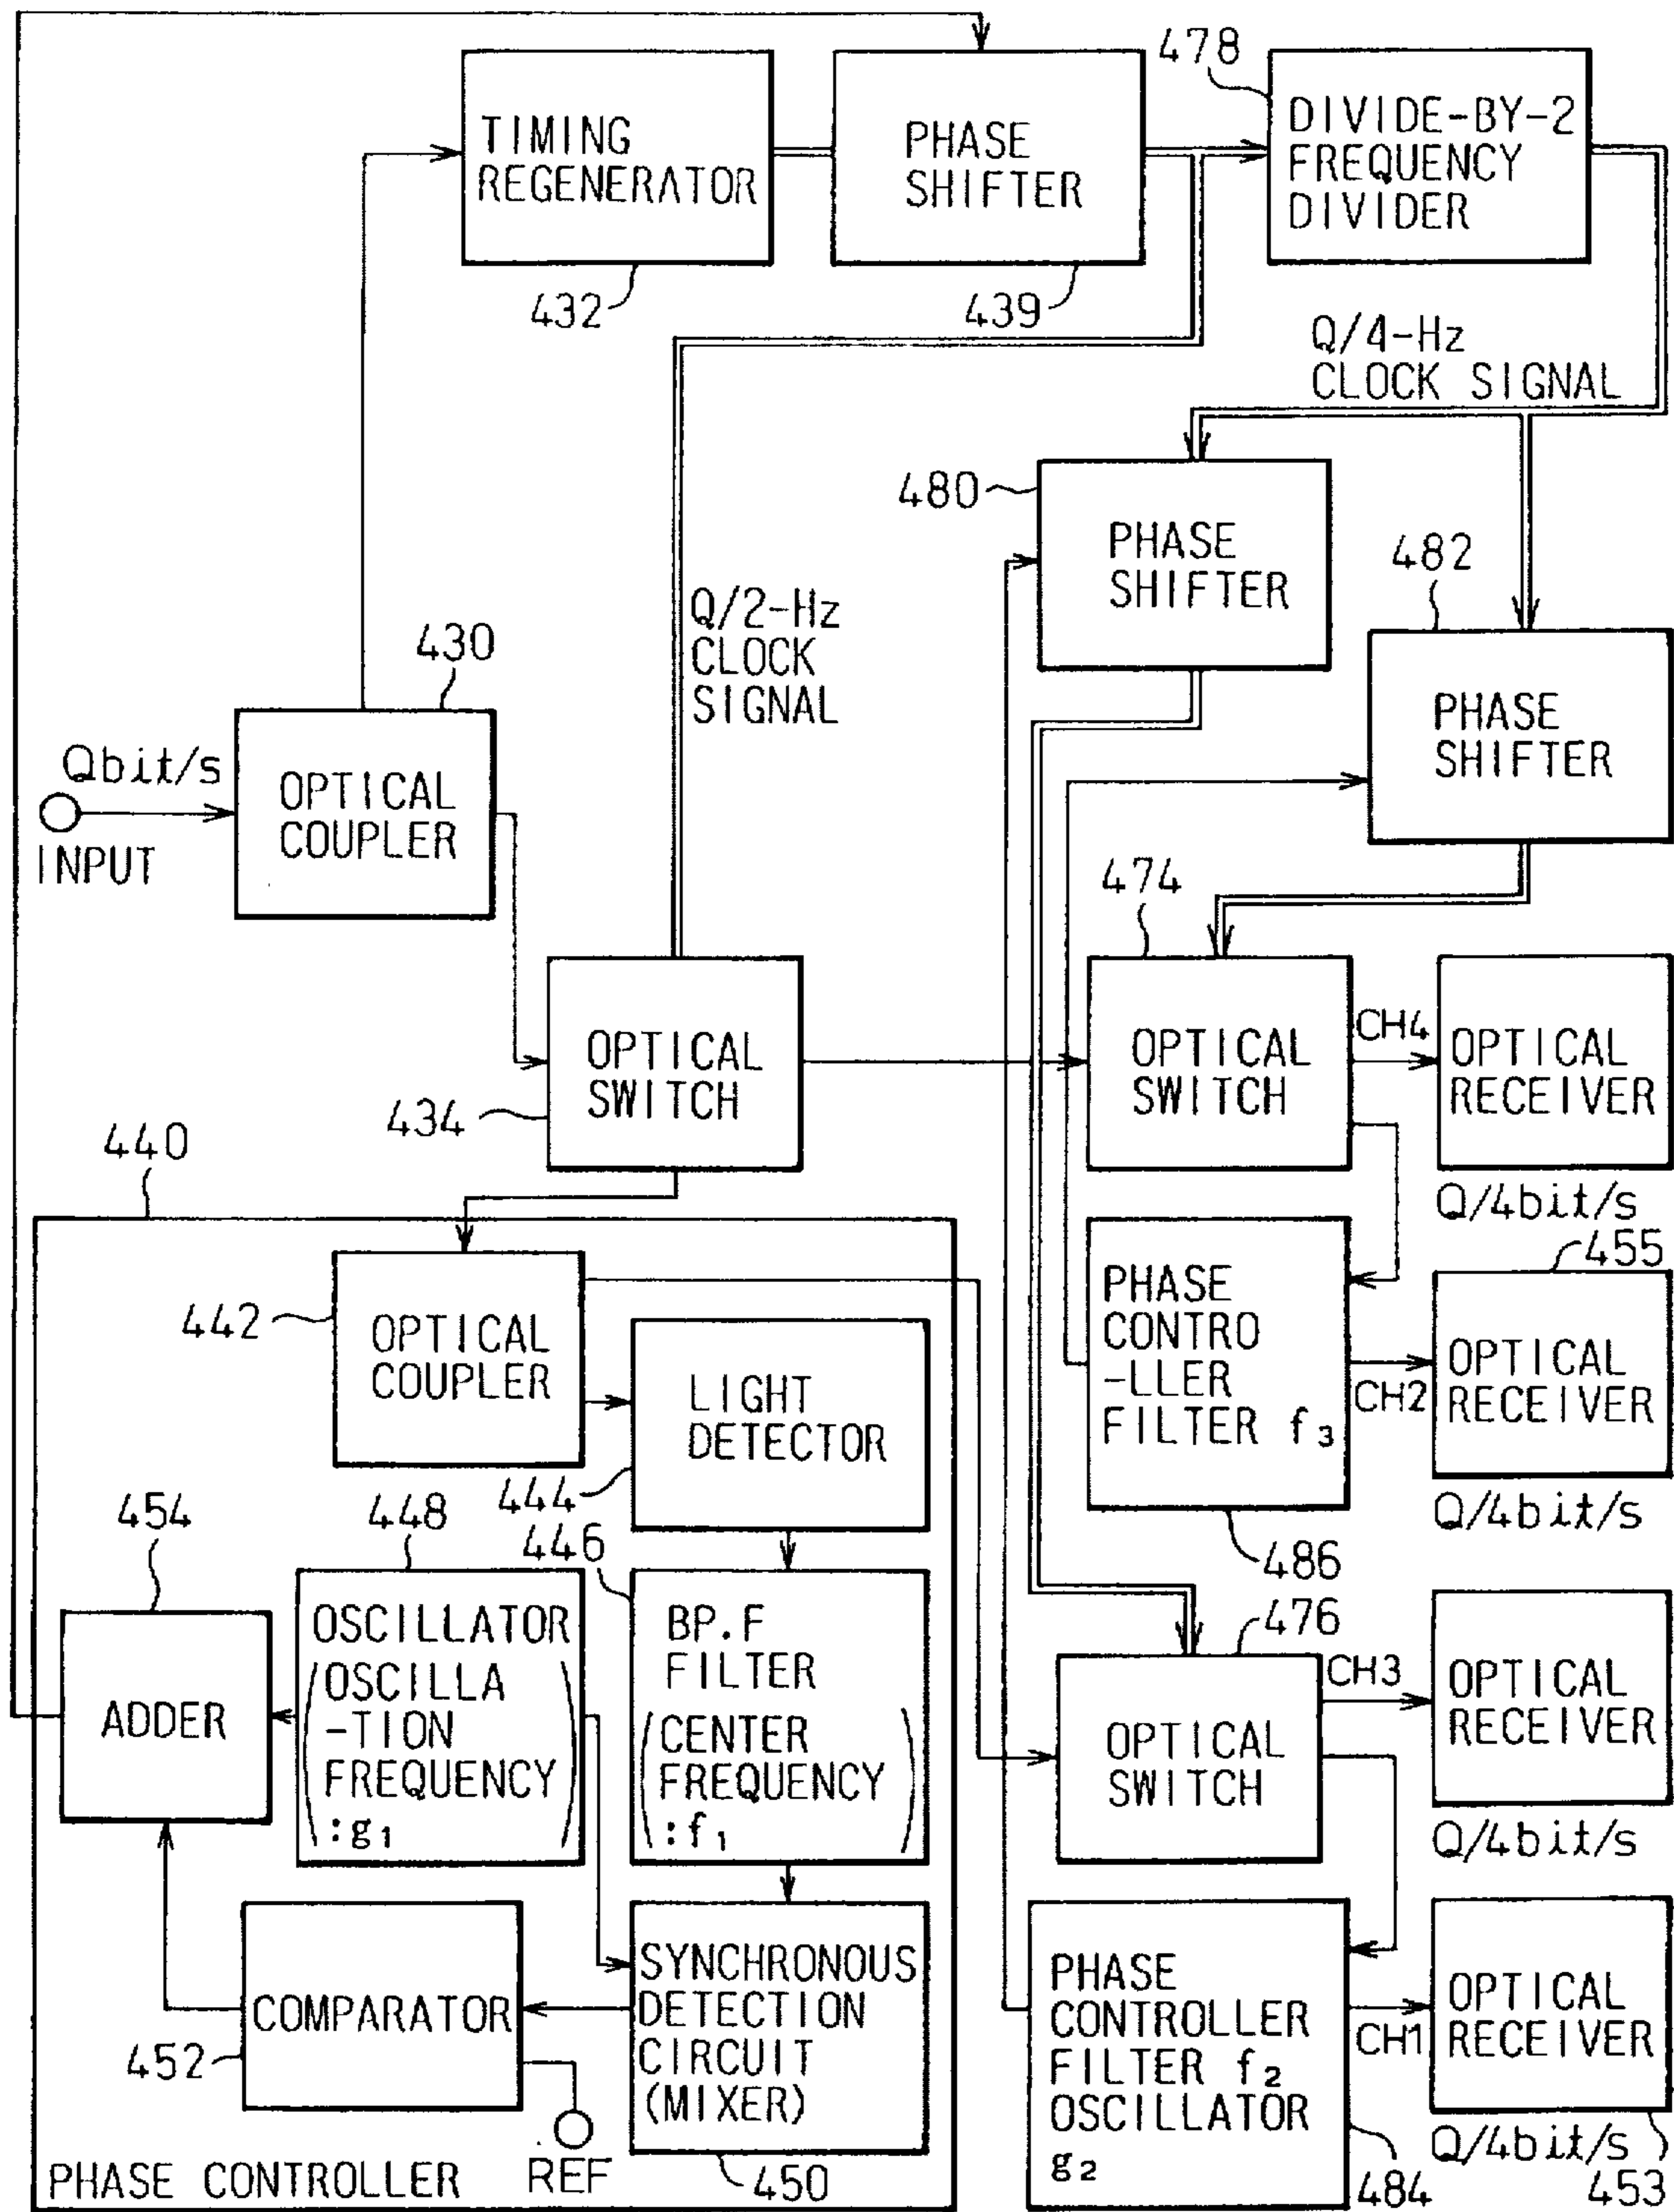 478
TIMING
REGENERATOR
PHASE
SHIFTER
DIVIDE-BY-2
FREQUENCY
DIVIDER
432
439
Q/4-Hz
CLOCK SIGNAL
480
PHASE
SHIFTER
482
Q/2-Hz
CLOCK
SIGNAL
430
PHASE
SHIFTER
Qbit/s
OPTICAL
COUPLER
INPUT
474
OPTICAL
SWITCH
434
OPTICAL
SWITCH
CH4
OPTICAL
RECEIVER
Q/4bit/s
440
455
442
OPTICAL
COUPLER
LIGHT
DETECTOR
444
PHASE
CONTRO
-LLER
FILTER f₃
CH2
OPTICAL
RECEIVER
Q/4bit/s
486
454
448
446
ADDER
OSCILLATOR
(OSCILLA
-TION
FREQUENCY
:g₁)
BP.F
FILTER
(CENTER
FREQUENCY
:f₁)
476
OPTICAL
SWITCH
CH3
OPTICAL
RECEIVER
Q/4bit/s
COMPARATOR
452
REF
SYNCHRONOUS
DETECTION
CIRCUIT
(MIXER)
450
PHASE CONTROLLER
PHASE
CONTROLLER
FILTER f₂
OSCILLATOR
g₂
484
CH1
OPTICAL
RECEIVER
Q/4bit/s
453